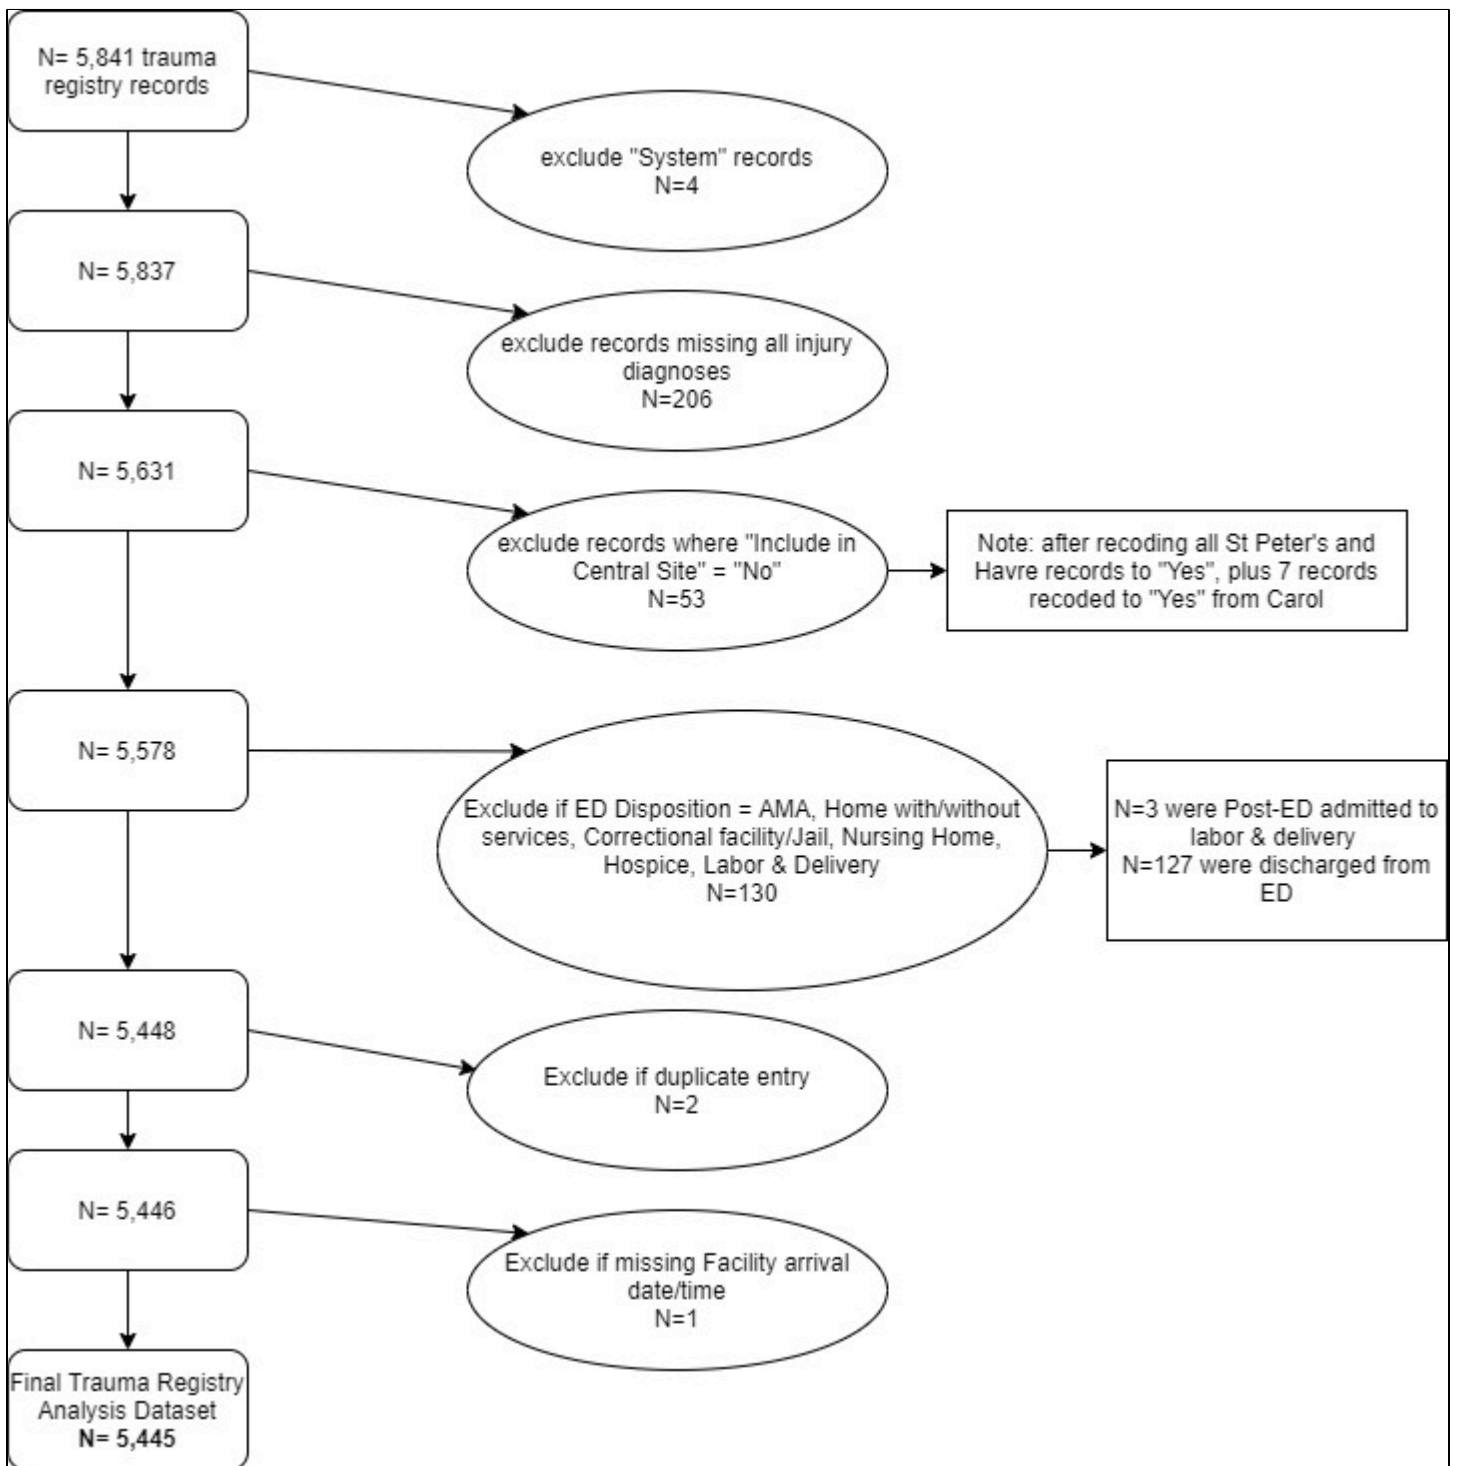 N= 5,841 trauma
registry records
exclude "System" records
N=4
N= 5,837
exclude records missing all injury
diagnoses
N=206
N= 5,631
exclude records where "Include in
Central Site" = "No"
N=53
Note: after recoding all St Peter's and
Havre records to "Yes", plus 7 records
recoded to "Yes" from Carol
N= 5,578
Exclude if ED Disposition = AMA, Home with/without
services, Correctional facility/Jail, Nursing Home,
Hospice, Labor & Delivery
N=130
N=3 were Post-ED admitted to
labor & delivery
N=127 were discharged from
ED
N= 5,448
Exclude if duplicate entry
N=2
N= 5,446
Exclude if missing Facility arrival
date/time
N=1
Final Trauma Registry
Analysis Dataset
N= 5,445